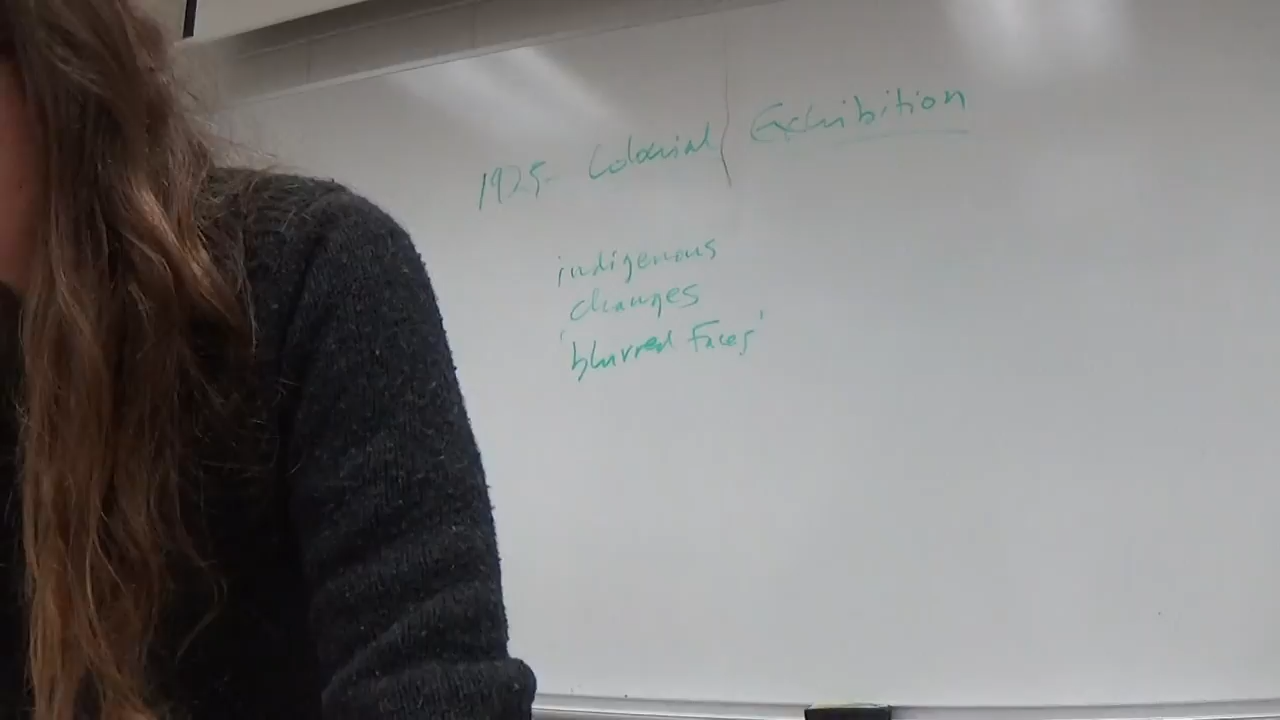 1925- Colonial Exhibition
indigenous
changes
'blurred Faces'